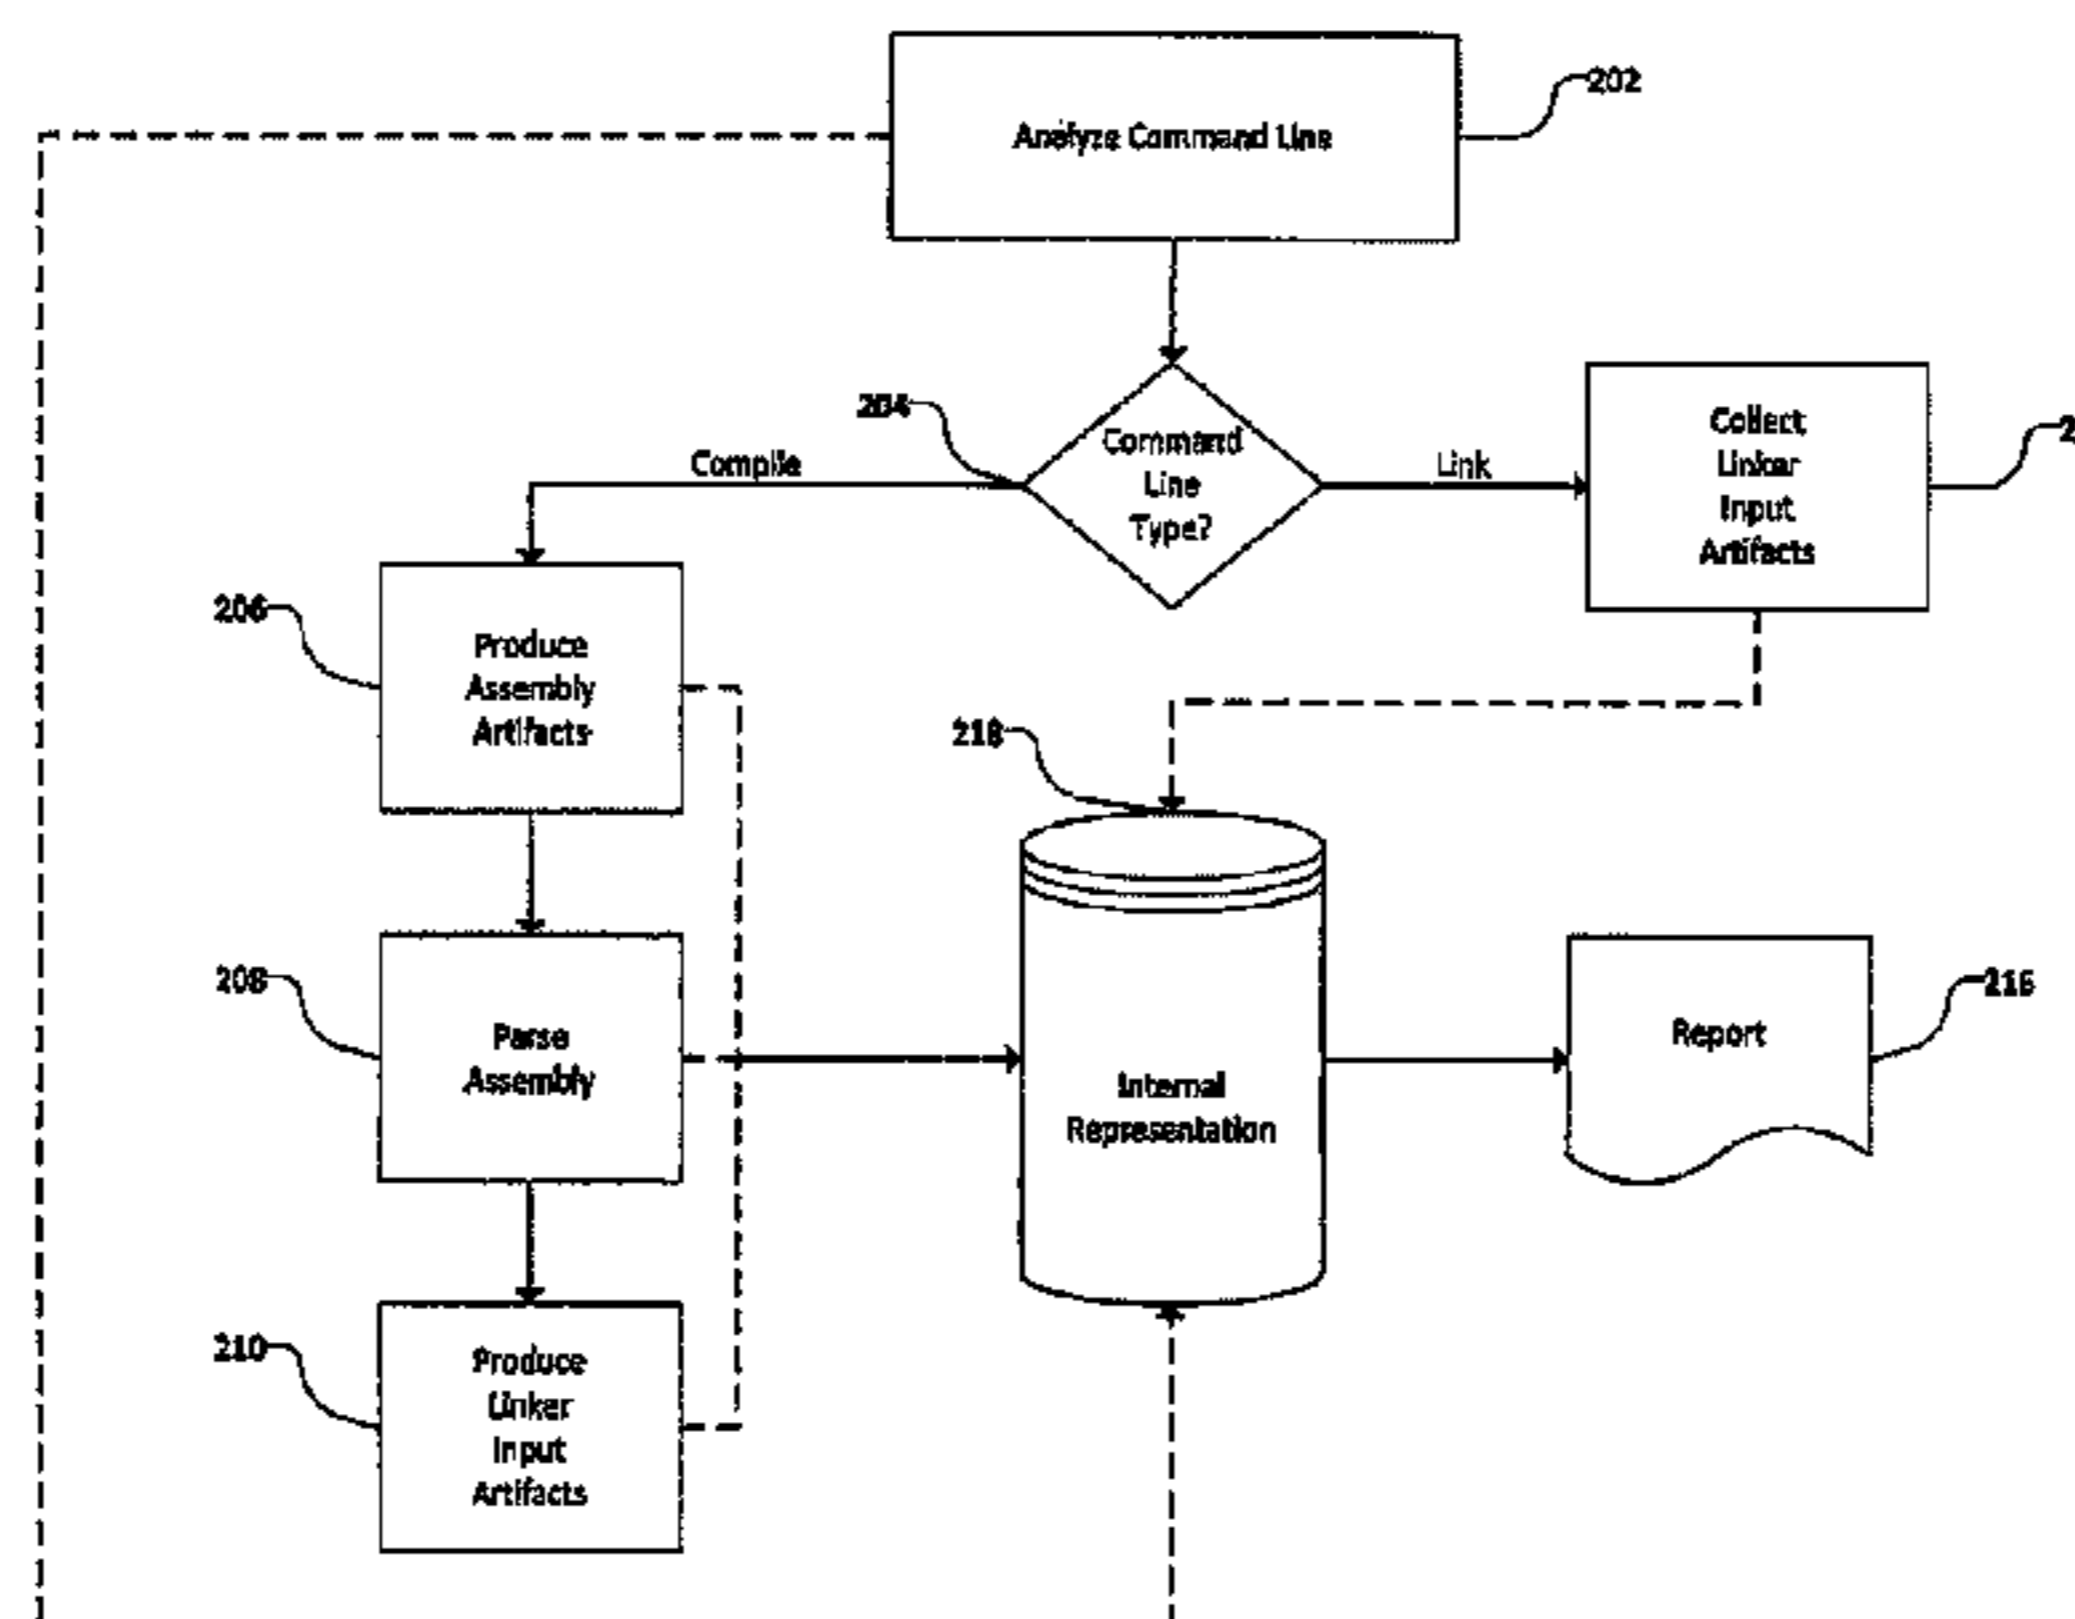 202
Analyze Command Line
204
Command
Line
Type?
Compile
Link
Collect
Linker
Input
Artifacts
2
206
Produce
Assembly
Artifacts
218
208
Parse
Assembly
Internal
Representation
Report
216
210
Produce
Linker
Input
Artifacts